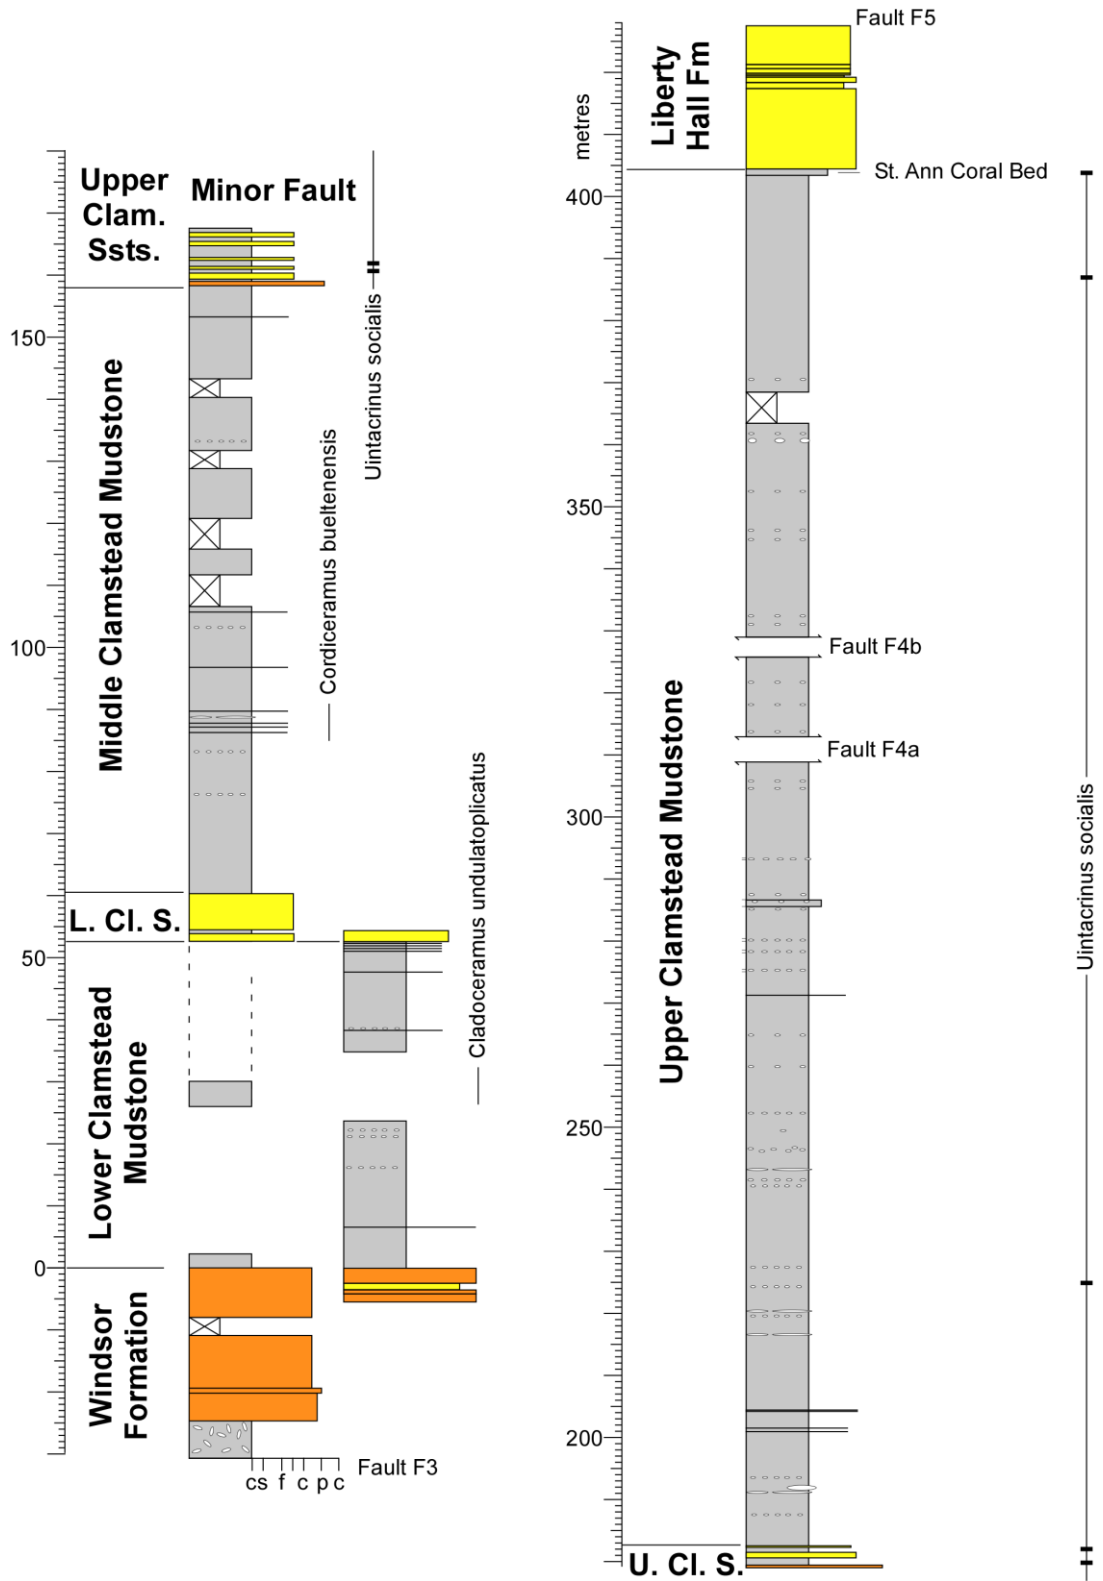 Upper
Clam.
Ssts.
Minor Fault
150
100
50
0
Middle Clamstead Mudstone
L. Cl. S.
Lower Clamstead
Mudstone
Windsor
Formation
Uintacrinus socialis
Cordiceramus bueltenensis
Cladoceramus undulatoplicatus
cs f c p c
Fault F3
metres
Liberty
Hall Fm
Fault F5
St. Ann Coral Bed
400
350
300
250
200
Fault F4b
Fault F4a
Upper Clamstead Mudstone
Uintacrinus socialis
U. Cl. S.